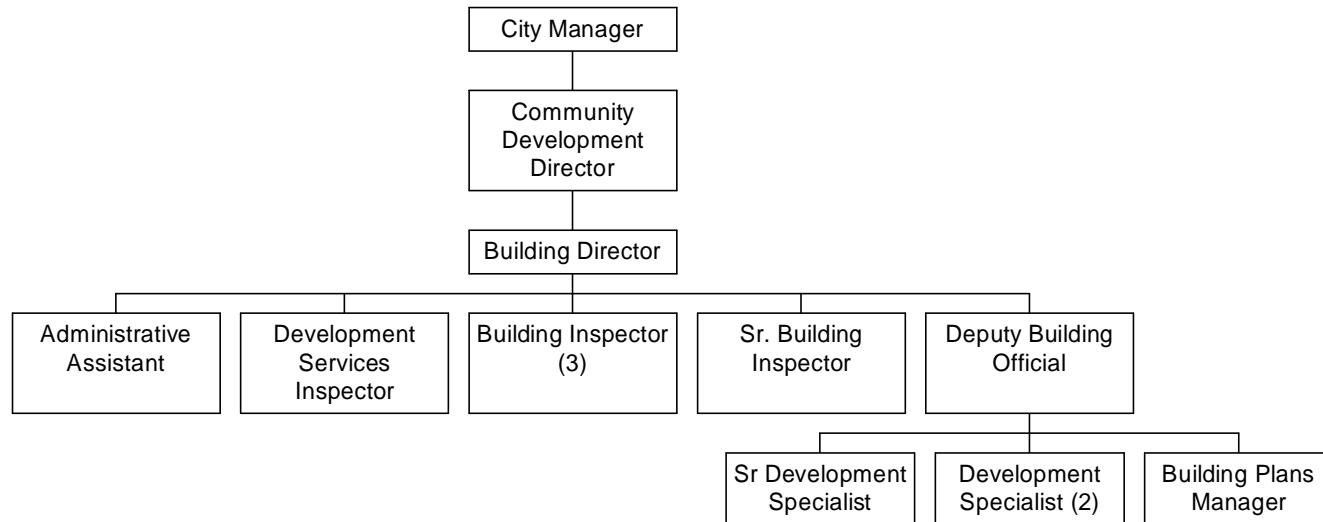 City Manager
Community
Development
Director
Building Director
Administrative
Assistant
Development
Services
Inspector
Building Inspector
(3)
Sr. Building
Inspector
Deputy Building
Official
Sr Development
Specialist
Development
Specialist (2)
Building Plans
Manager